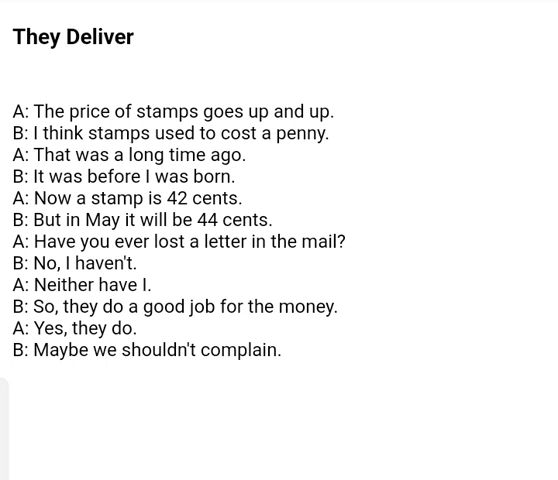 They Deliver
A: The price of stamps goes up and up.
B: I think stamps used to cost a penny.
A: That was a long time ago.
B: It was before I was born.
A: Now a stamp is 42 cents.
B: But in May it will be 44 cents.
A: Have you ever lost a letter in the mail?
B: No, I haven't.
A: Neither have I.
B: So, they do a good job for the money.
A: Yes, they do.
B: Maybe we shouldn't complain.